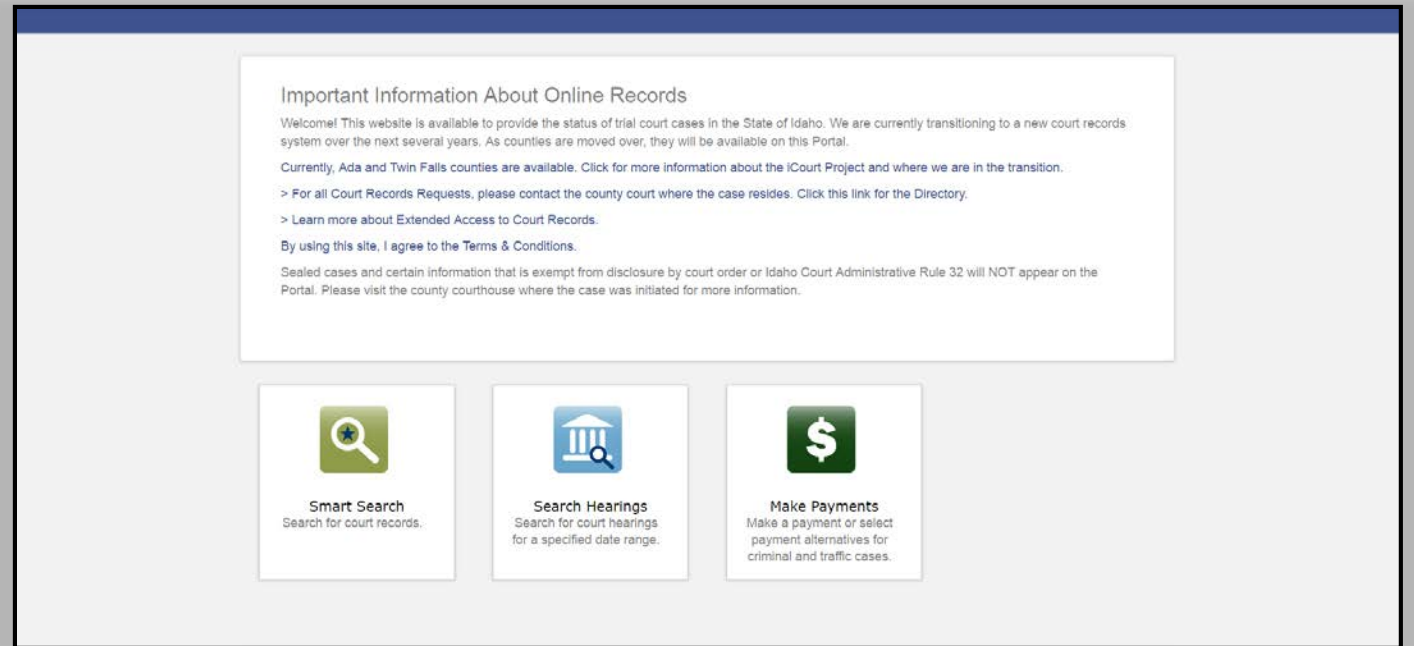 Important Information About Online Records
Welcome! This website is available to provide the status of trial court cases in the State of Idaho. We are currently transitioning to a new court records
system over the next several years. As counties are moved over, they will be available on this Portal.
Currently, Ada and Twin Falls counties are available. Click for more information about the iCourt Project and where we are in the transition.
> For all Court Records Requests, please contact the county court where the case resides. Click this link for the Directory.
> Learn more about Extended Access to Court Records.
By using this site, I agree to the Terms & Conditions.
Sealed cases and certain information that is exempt from disclosure by court order or Idaho Court Administrative Rule 32 will NOT appear on the
Portal. Please visit the county courthouse where the case was initiated for more information.
Smart Search
Search for court records.
Search Hearings
Search for court hearings
for a specified date range.
$
Make Payments
Make a payment or select
payment alternatives for
criminal and traffic cases.